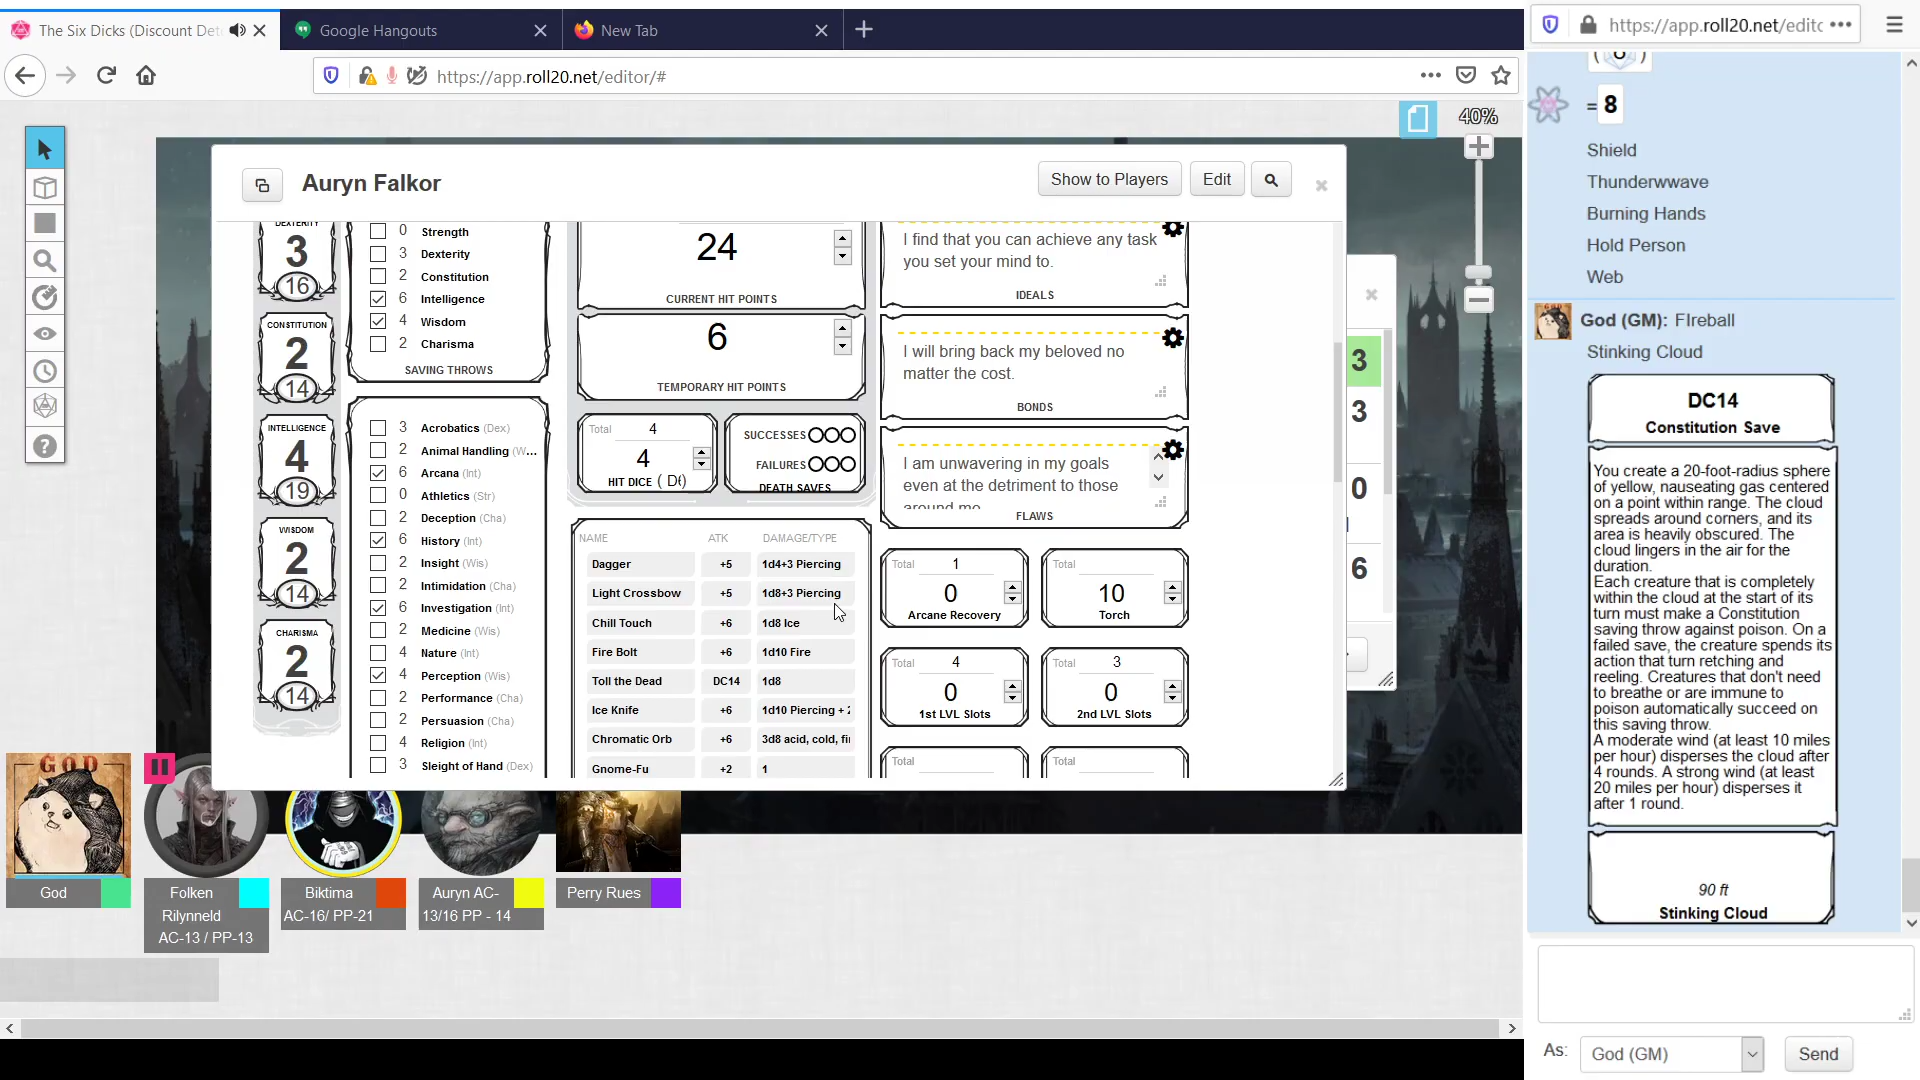 The Six Dicks (Discount Det
Google Hangouts
New Tab
https://app.roll20.net/editor/#
40%
Auryn Falkor
Show to Players
Edit
DEXTERITY
3
16
CONSTITUTION
2
14
INTELLIGENCE
4
19
WISDOM
2
14
CHARISMA
2
14
0 Strength
3 Dexterity
2 Constitution
6 Intelligence
4 Wisdom
2 Charisma
SAVING THROWS
3 Acrobatics (Dex)
2 Animal Handling (W...
6 Arcana (Int)
0 Athletics (Str)
2 Deception (Cha)
6 History (Int)
2 Insight (Wis)
2 Intimidation (Cha)
6 Investigation (Int)
2 Medicine (Wis)
4 Nature (Int)
4 Perception (Wis)
2 Performance (Cha)
2 Persuasion (Cha)
4 Religion (Int)
3 Sleight of Hand (Dex)
24
CURRENT HIT POINTS
6
TEMPORARY HIT POINTS
Total 4
4
HIT DICE ( D6)
SUCCESSES
FAILURES
DEATH SAVES
NAME ATK DAMAGE/TYPE
Dagger +5 1d4+3 Piercing
Light Crossbow +5 1d8+3 Piercing
Chill Touch +6 1d8 Ice
Fire Bolt +6 1d10 Fire
Toll the Dead DC14 1d8
Ice Knife +6 1d10 Piercing + 2
Chromatic Orb +6 3d8 acid, cold, fi
Gnome-Fu +2 1
I find that you can achieve any task
you set your mind to.
IDEALS
I will bring back my beloved no
matter the cost.
BONDS
I am unwavering in my goals
even at the detriment to those
around me
FLAWS
Total 1
0
Arcane Recovery
Total
10
Torch
Total 4
0
1st LVL Slots
Total 3
0
2nd LVL Slots
Total
Total
3
3
0
6
GOD
God
Folken
Rilynneld
AC-13 / PP-13
Biktima
AC-16/ PP-21
Auryn AC-
13/16 PP - 14
Perry Rues
https://app.roll20.net/editc
=8
Shield
Thunderwwave
Burning Hands
Hold Person
Web
God (GM): FIreball
Stinking Cloud
DC14
Constitution Save
You create a 20-foot-radius sphere
of yellow, nauseating gas centered
on a point within range. The cloud
spreads around corners, and its
area is heavily obscured. The
cloud lingers in the air for the
duration.
Each creature that is completely
within the cloud at the start of its
turn must make a Constitution
saving throw against poison. On a
failed save, the creature spends its
action that turn retching and
reeling. Creatures that don't need
to breathe or are immune to
poison automatically succeed on
this saving throw.
A moderate wind (at least 10 miles
per hour) disperses the cloud after
4 rounds. A strong wind (at least
20 miles per hour) disperses it
after 1 round.
90 ft
Stinking Cloud
As:
God (GM)
Send